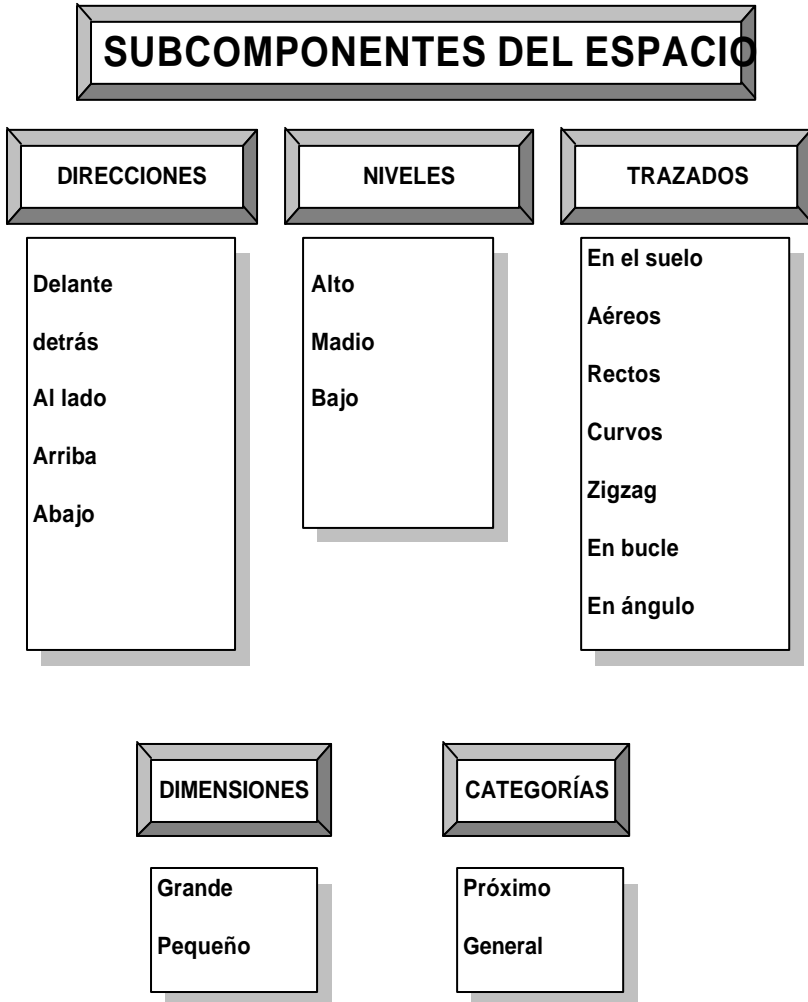 SUBCOMPONENTES DEL ESPACIO
DIRECCIONES
Delante
detrás
Al lado
Arriba
Abajo
NIVELES
Alto
Madio
Bajo
TRAZADOS
En el suelo
Aéreos
Rectos
Curvos
Zigzag
En bucle
En ángulo
DIMENSIONES
Grande
Pequeño
CATEGORÍAS
Próximo
General